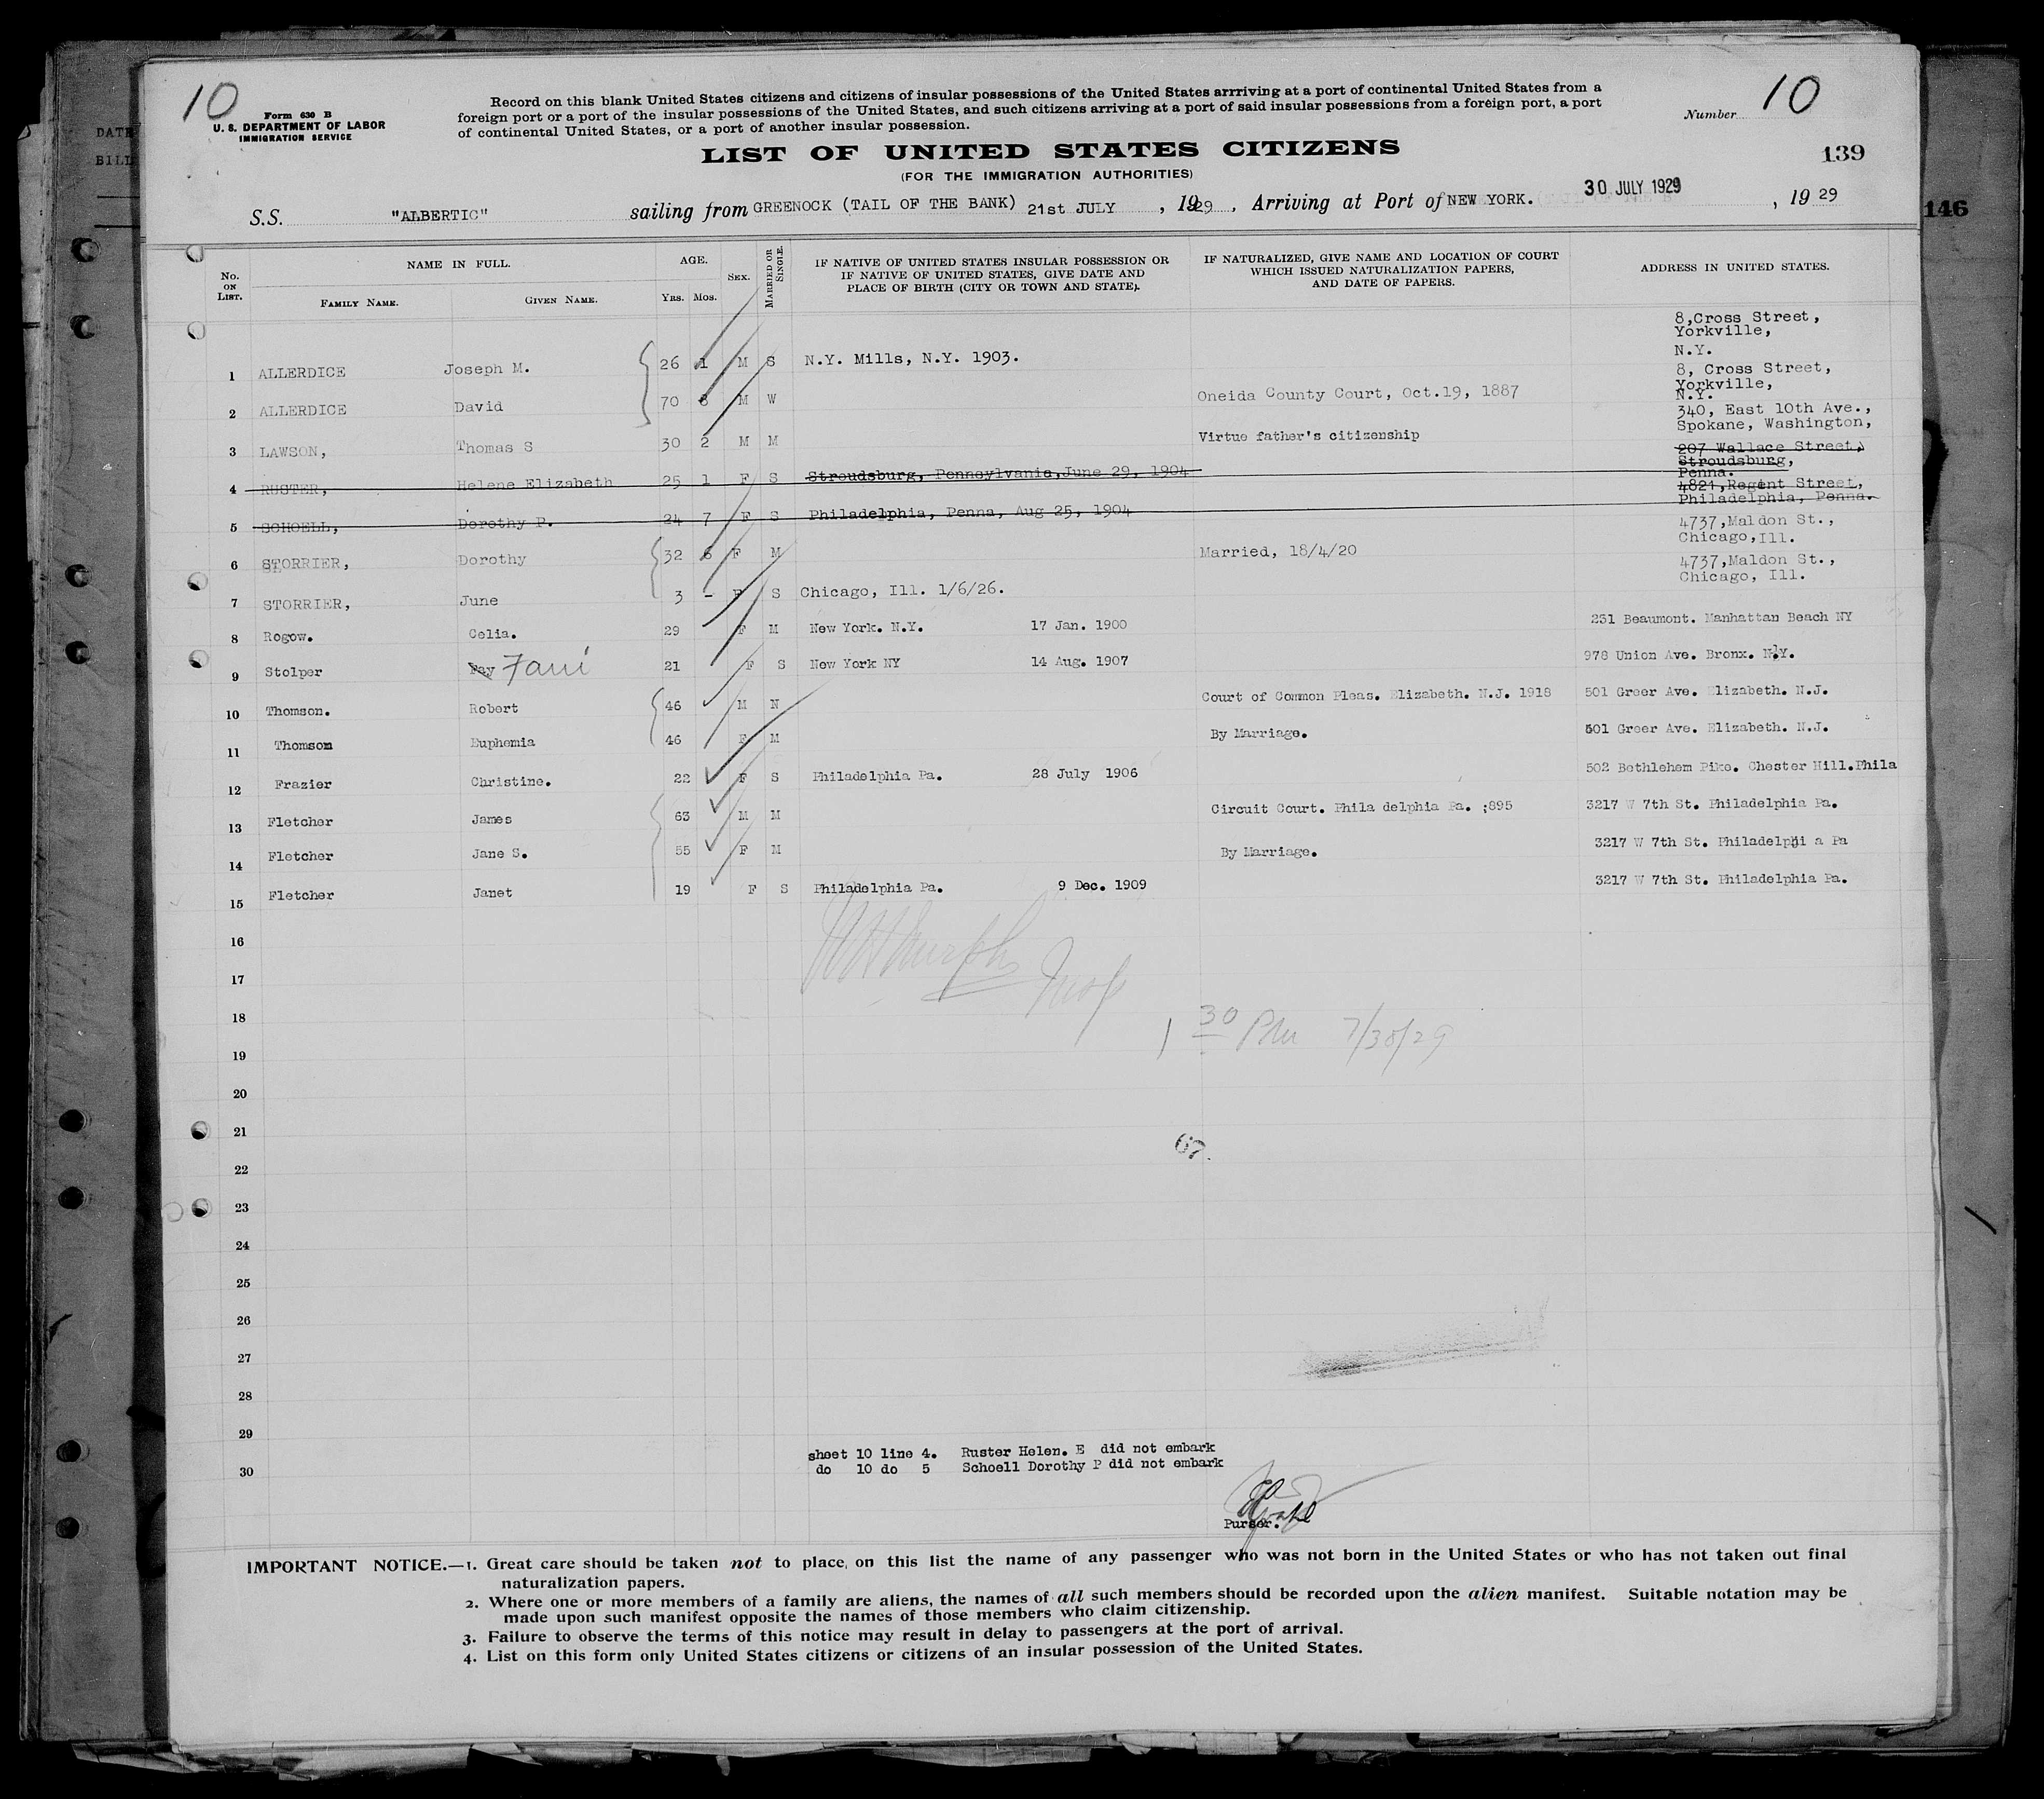 10
Form 630 B
U. S. DEPARTMENT OF LABOR
IMMIGRATION SERVICE
Record on this blank United States citizens and citizens of insular possessions of the United States arrriving at a port of continental United States from a
foreign port or a port of the insular possessions of the United States, and such citizens arriving at a port of said insular possessions from a foreign port, a port
of continental United States, or a port of another insular possession.
Number 10
LIST OF UNITED STATES CITIZENS
(FOR THE IMMIGRATION AUTHORITIES)
139
146
DATE
BILL
S.S. "ALBERTIC" sailing from GREENOCK (TAIL OF THE BANK) 21st JULY, 1929, Arriving at Port of NEW YORK. 30 JULY 1929, 1929
No. ON LIST. NAME IN FULL. FAMILY NAME. GIVEN NAME. AGE. YRS. MOS. SEX. MARRIED OR SINGLE. IF NATIVE OF UNITED STATES INSULAR POSSESSION OR IF NATIVE OF UNITED STATES, GIVE DATE AND PLACE OF BIRTH (CITY OR TOWN AND STATE). IF NATURALIZED, GIVE NAME AND LOCATION OF COURT WHICH ISSUED NATURALIZATION PAPERS, AND DATE OF PAPERS. ADDRESS IN UNITED STATES.
1 ALLERDICE Joseph M. 26 1 M S N.Y. Mills, N.Y. 1903. 8,Cross Street, Yorkville, N.Y.
2 ALLERDICE David 70 8 M W Oneida County Court, Oct.19, 1887 8, Cross Street, Yorkville, N.Y.
3 LAWSON, Thomas S 30 2 M M Virtue father's citizenship 340, East 10th Ave., Spokane, Washington,
4 RUSTER, Helene Elizabeth 25 1 F S Stroudsburg, Pennsylvania,June 29, 1904 207 Wallace Street, Stroudsburg, Penna.
5 SCHOELL, Dorothy P. 24 7 F S Philadelphia, Penna, Aug 25, 1904 4821,Regent Street, Philadelphia, Penna.
6 STORRIER, Dorothy 32 6 F M Married, 18/4/20 4737,Maldon St., Chicago,Ill.
7 STORRIER, June 3 - F S Chicago, Ill. 1/6/26. 4737,Maldon St., Chicago, Ill.
8 Rogow. Celia. 29 F M New York. N.Y. 17 Jan. 1900 231 Beaumont. Manhattan Beach NY
9 Stolper Fay Fani 21 F S New York NY 14 Aug. 1907 978 Union Ave. Bronx. N.Y.
10 Thomson. Robert 46 M N Court of Common Pleas. Elizabeth. N.J. 1918 501 Greer Ave. Elizabeth. N.J.
11 Thomson Euphemia 46 F M By Marriage. 501 Greer Ave. Elizabeth. N.J.
12 Frazier Christine. 22 F S Philadelphia Pa. 28 July 1906 502 Bethlehem Pike. Chester Hill.Phila
13 Fletcher James 63 M M Circuit Court. Phila delphia Pa. ;895 3217 W 7th St. Philadelphia Pa.
14 Fletcher Jane S. 55 F M By Marriage. 3217 W 7th St. Philadelphi a Pa
15 Fletcher Janet 19 F S Philadelphia Pa. 9 Dec. 1909 3217 W 7th St. Philadelphia Pa.
16
17
18
1 30 PM 7/30/29
19
20
21
67.
22
23
24
25
26
27
28
29
sheet 10 line 4. Ruster Helen. E did not embark
30 do 10 do 5 Schoell Dorothy P did not embark
Purser.
IMPORTANT NOTICE.—1. Great care should be taken not to place on this list the name of any passenger who was not born in the United States or who has not taken out final
naturalization papers.
2. Where one or more members of a family are aliens, the names of all such members should be recorded upon the alien manifest. Suitable notation may be
made upon such manifest opposite the names of those members who claim citizenship.
3. Failure to observe the terms of this notice may result in delay to passengers at the port of arrival.
4. List on this form only United States citizens or citizens of an insular possession of the United States.